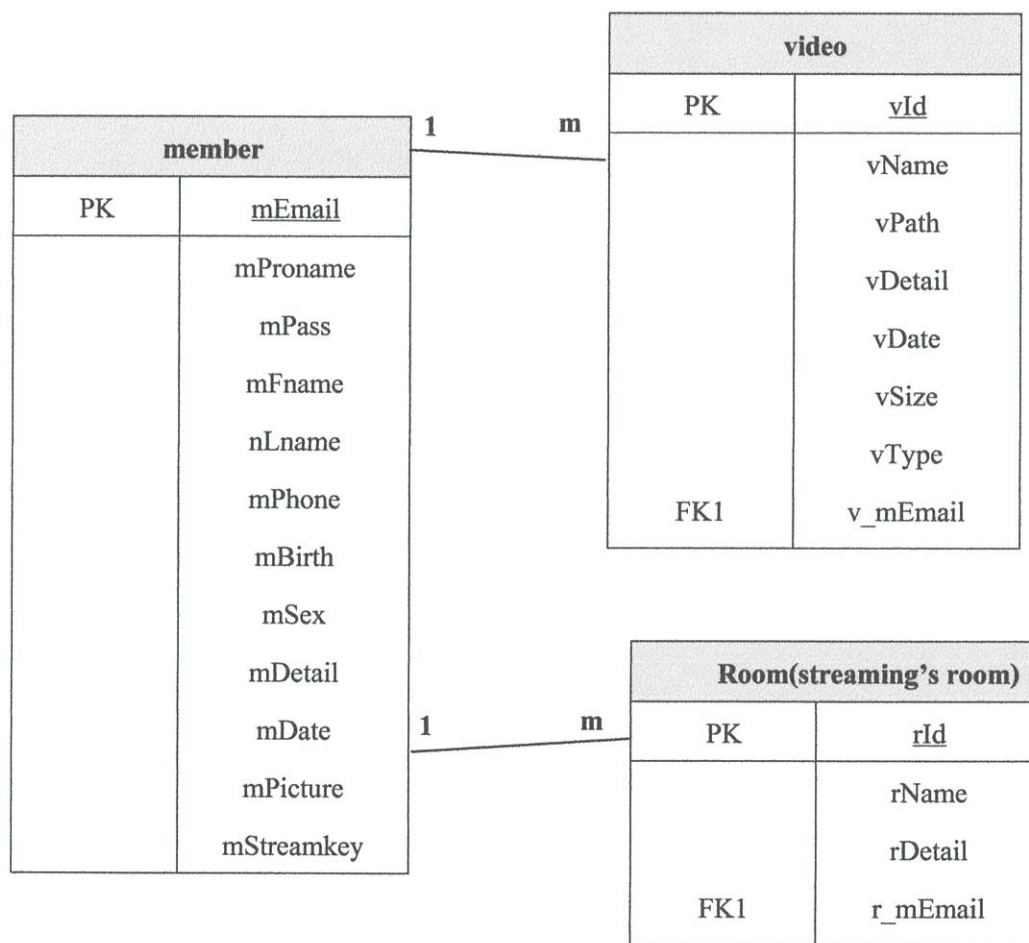 member
PK mEmail
mProname
mPass
mFname
nLname
mPhone
mBirth
mSex
mDetail
mDate
mPicture
mStreamkey
1 m
video
PK vId
vName
vPath
vDetail
vDate
vSize
vType
FK1 v_mEmail
1 m
Room(streaming's room)
PK rId
rName
rDetail
FK1 r_mEmail